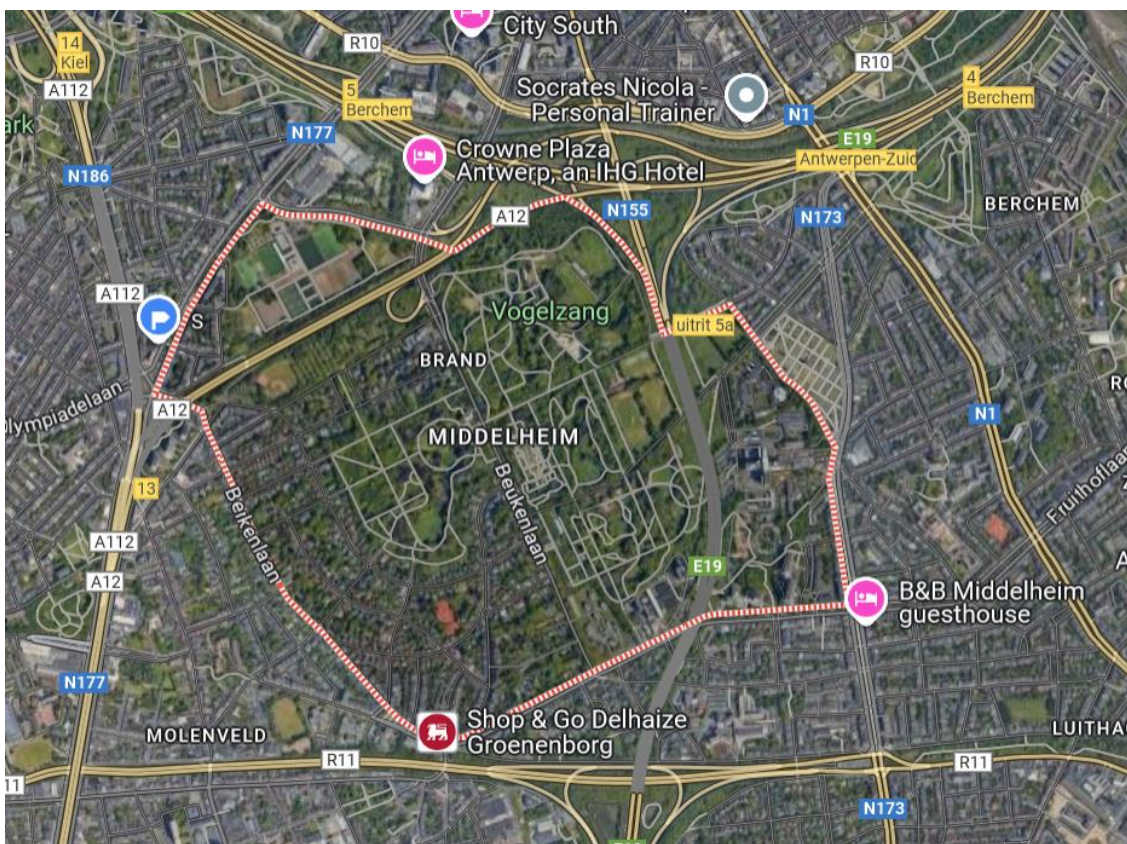 City South
R10
14
Kiel
A112
5
Berchem
R10
4
Berchem
Socrates Nicola -
Personal Trainer
ark
N177
N1
E19
Antwerpen-Zuid
Crowne Plaza
Antwerp, an IHG Hotel
N186
A12
N155
N173
BERCHEM
A112
S
Vogelzang
uitrit 5a
BRAND
Olympiadelaan
A12
N1
MIDDELHEIM
13
Beikenlaan
Beukenlaan
Fruithoflaan
A112
A12
E19
B&B Middelheim
guesthouse
N177
MOLENVELD
Shop & Go Delhaize
Groenenborg
LUITHAG
R11
R11
11
N173